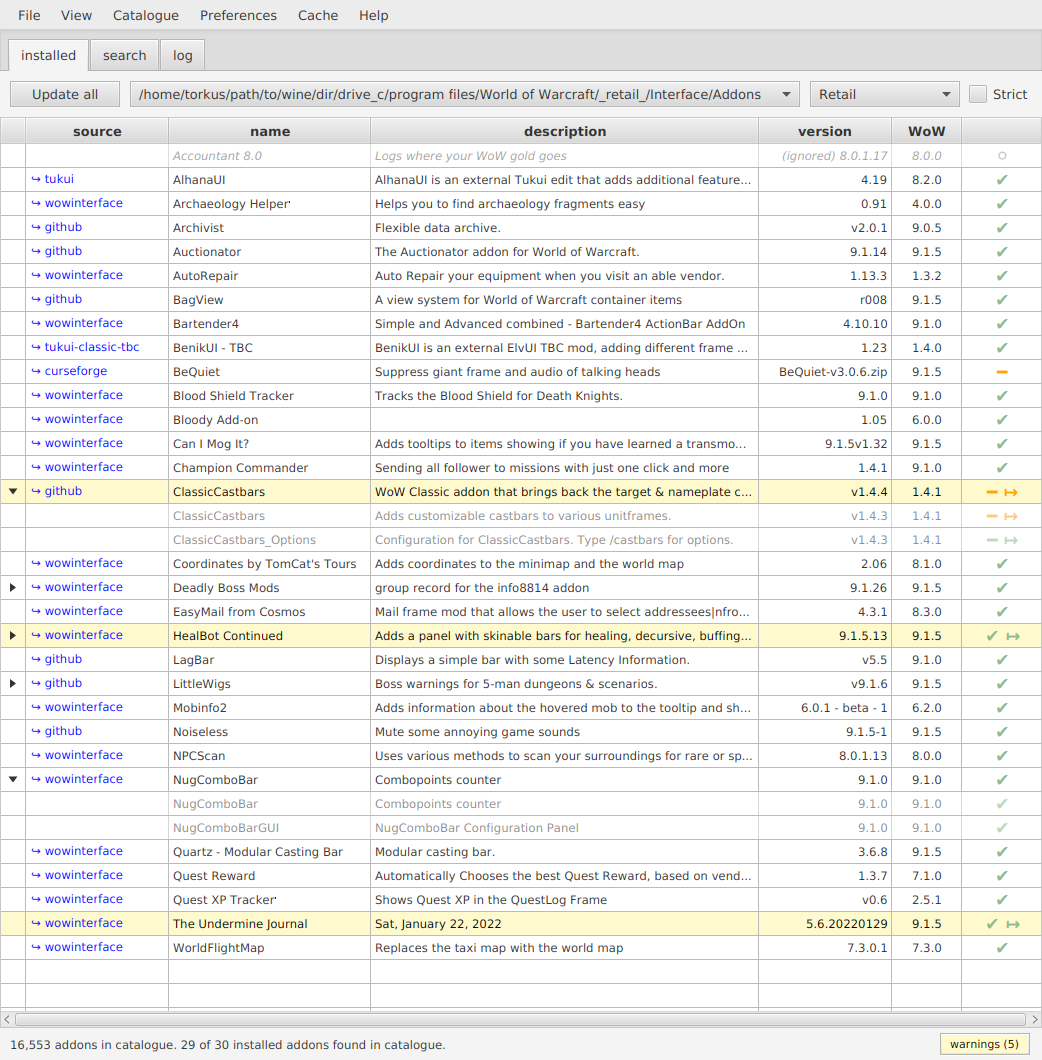 File View Catalogue Preferences Cache Help
installed search log
Update all /home/torkus/path/to/wine/dir/drive_c/program files/World of Warcraft/_retail_/Interface/Addons Retail Strict
source name description version WoW
Accountant 8.0 Logs where your WoW gold goes (ignored) 8.0.1.17 8.0.0
↪ tukui AlhanaUI AlhanaUI is an external Tukui edit that adds additional feature... 4.19 8.2.0 ✔
↪ wowinterface Archaeology Helper' Helps you to find archaeology fragments easy 0.91 4.0.0 ✔
↪ github Archivist Flexible data archive. v2.0.1 9.0.5 ✔
↪ github Auctionator The Auctionator addon for World of Warcraft. 9.1.14 9.1.5 ✔
↪ wowinterface AutoRepair Auto Repair your equipment when you visit an able vendor. 1.13.3 1.3.2 ✔
↪ github BagView A view system for World of Warcraft container items r008 9.1.5 ✔
↪ wowinterface Bartender4 Simple and Advanced combined - Bartender4 ActionBar AddOn 4.10.10 9.1.0 ✔
↪ tukui-classic-tbc BenikUI - TBC BenikUI is an external ElvUI TBC mod, adding different frame ... 1.23 1.4.0 ✔
↪ curseforge BeQuiet Suppress giant frame and audio of talking heads BeQuiet-v3.0.6.zip 9.1.5 ━
↪ wowinterface Blood Shield Tracker Tracks the Blood Shield for Death Knights. 9.1.0 9.1.0 ✔
↪ wowinterface Bloody Add-on 1.05 6.0.0 ✔
↪ wowinterface Can I Mog It? Adds tooltips to items showing if you have learned a transmo... 9.1.5v1.32 9.1.5 ✔
↪ wowinterface Champion Commander Sending all follower to missions with just one click and more 1.4.1 9.1.0 ✔
▼ ↪ github ClassicCastbars WoW Classic addon that brings back the target & nameplate c... v1.4.4 1.4.1 ━ ↦
ClassicCastbars Adds customizable castbars to various unitframes. v1.4.3 1.4.1 ━ ↦
ClassicCastbars_Options Configuration for ClassicCastbars. Type /castbars for options. v1.4.3 1.4.1 ━ ↦
↪ wowinterface Coordinates by TomCat's Tours Adds coordinates to the minimap and the world map 2.06 8.1.0 ✔
▶ ↪ wowinterface Deadly Boss Mods group record for the info8814 addon 9.1.26 9.1.5 ✔
↪ wowinterface EasyMail from Cosmos Mail frame mod that allows the user to select addressees|nfro... 4.3.1 8.3.0 ✔
▶ ↪ wowinterface HealBot Continued Adds a panel with skinable bars for healing, decursive, buffing... 9.1.5.13 9.1.5 ✔ ↦
↪ github LagBar Displays a simple bar with some Latency Information. v5.5 9.1.0 ✔
▶ ↪ github LittleWigs Boss warnings for 5-man dungeons & scenarios. v9.1.6 9.1.5 ✔
↪ wowinterface Mobinfo2 Adds information about the hovered mob to the tooltip and sh... 6.0.1 - beta - 1 6.2.0 ✔
↪ github Noiseless Mute some annoying game sounds 9.1.5-1 9.1.5 ✔
↪ wowinterface NPCScan Uses various methods to scan your surroundings for rare or sp... 8.0.1.13 8.0.0 ✔
▼ ↪ wowinterface NugComboBar Combopoints counter 9.1.0 9.1.0 ✔
NugComboBar Combopoints counter 9.1.0 9.1.0 ✔
NugComboBarGUI NugComboBar Configuration Panel 9.1.0 9.1.0 ✔
↪ wowinterface Quartz - Modular Casting Bar Modular casting bar. 3.6.8 9.1.5 ✔
↪ wowinterface Quest Reward Automatically Chooses the best Quest Reward, based on vend... 1.3.7 7.1.0 ✔
↪ wowinterface Quest XP Tracker' Shows Quest XP in the QuestLog Frame v0.6 2.5.1 ✔
↪ wowinterface The Undermine Journal Sat, January 22, 2022 5.6.20220129 9.1.5 ✔ ↦
↪ wowinterface WorldFlightMap Replaces the taxi map with the world map 7.3.0.1 7.3.0 ✔
16,553 addons in catalogue. 29 of 30 installed addons found in catalogue. warnings (5)